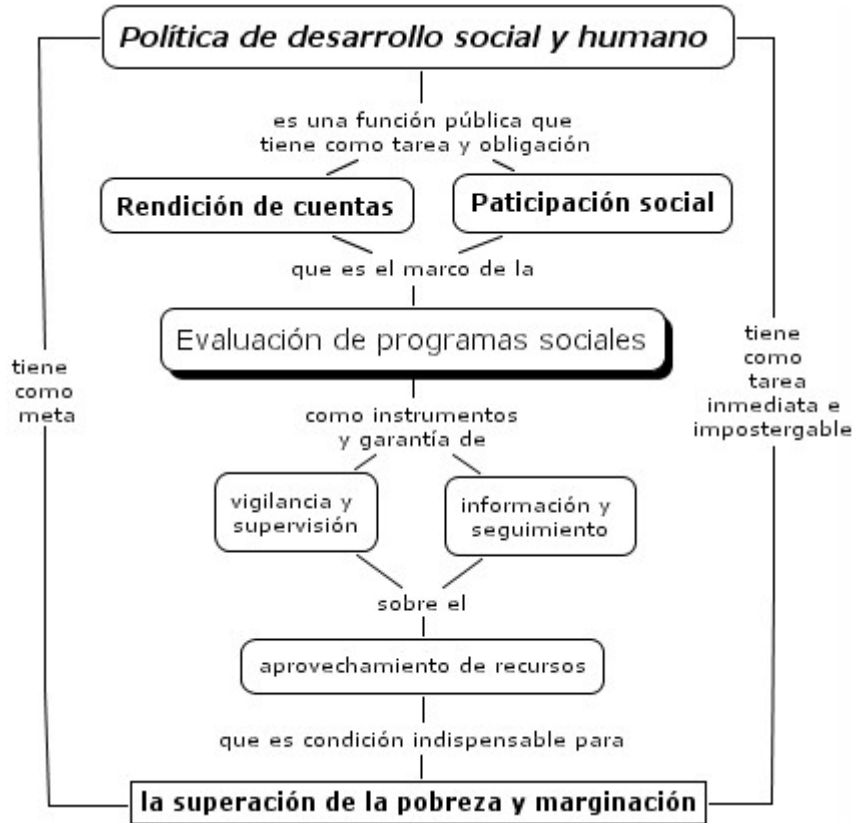 Política de desarrollo social y humano
es una función pública que
tiene como tarea y obligación
Rendición de cuentas
Paticipación social
que es el marco de la
Evaluación de programas sociales
tiene
como
meta
tiene
como
tarea
inmediata e
impostergable
como instrumentos
y garantía de
vigilancia y
supervisión
información y
seguimiento
sobre el
aprovechamiento de recursos
que es condición indispensable para
la superación de la pobreza y marginación